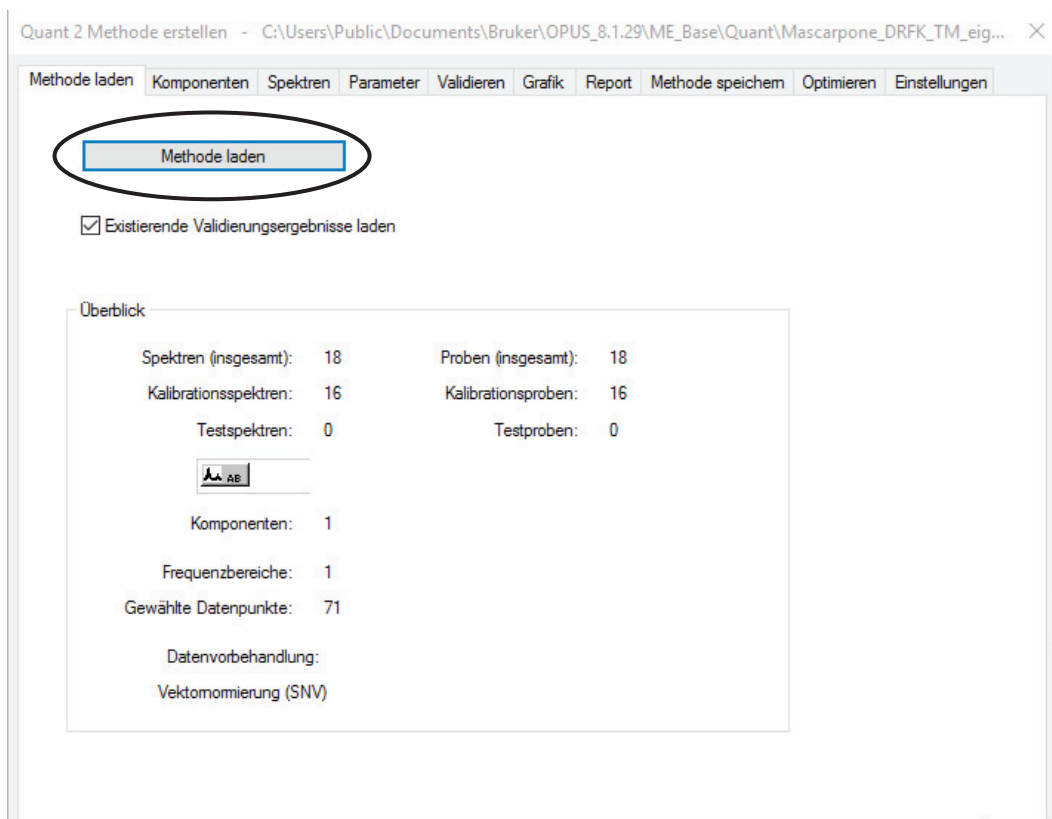 Quant 2 Methode erstellen - C:\Users\Public\Documents\Bruker\OPUS_8.1.29\ME_Base\Quant\Mascarpone_DRFK_TM_eig...
Methode laden Komponenten Spektren Parameter Validieren Grafik Report Methode speichern Optimieren Einstellungen
Methode laden
Existierende Validierungsergebnisse laden
Überblick
Spektren (insgesamt): 18 Proben (insgesamt): 18
Kalibrationsspektren: 16 Kalibrationsproben: 16
Testspektren: 0 Testproben: 0
AB
Komponenten: 1
Frequenzbereiche: 1
Gewählte Datenpunkte: 71
Datenvorbehandlung:
Vektornormierung (SNV)